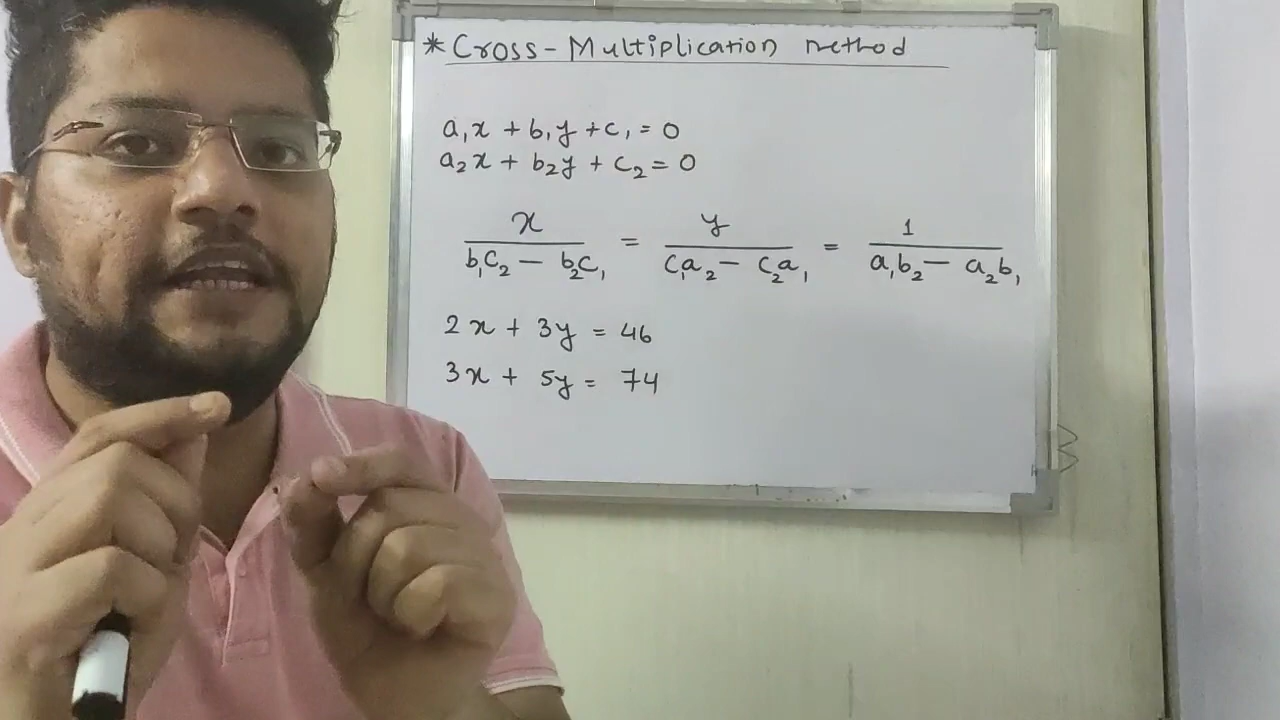 * Cross-Multiplication method
a₁x + b₁y + c₁ = 0
a₂x + b₂y + c₂ = 0
x / (b₁c₂ − b₂c₁) = y / (c₁a₂ − c₂a₁) = 1 / (a₁b₂ − a₂b₁)
2x + 3y = 46
3x + 5y = 74